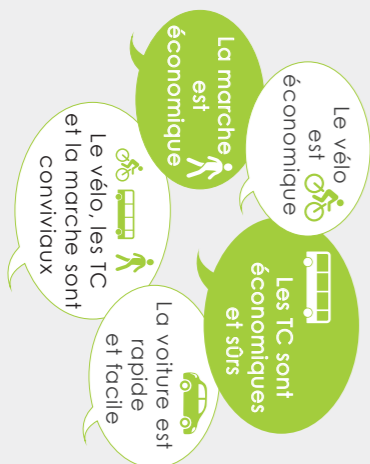 Le vélo
est
économique
La marche
est
économique
Les TC sont
économiques
et sûrs
Le vélo, les TC
et la marche sont
conviviaux
La voiture est
rapide
et facile